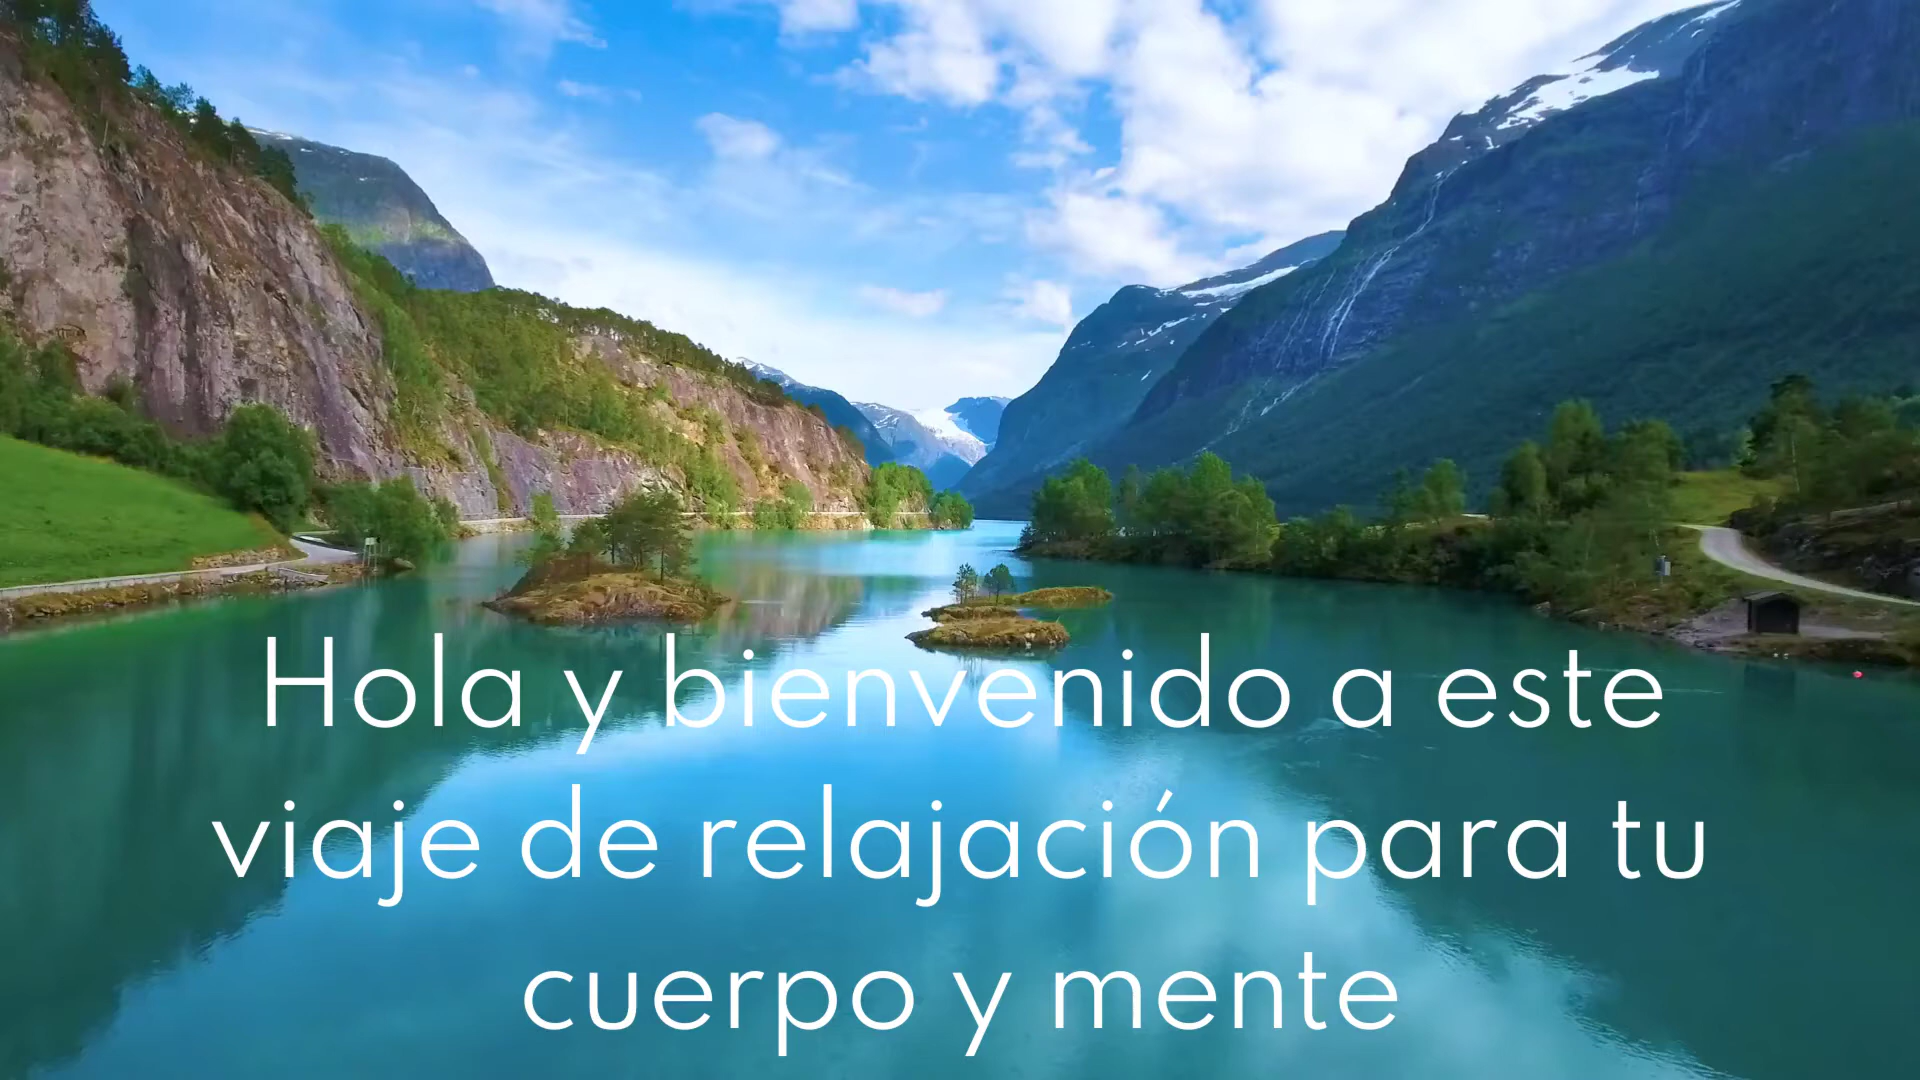 Hola y bienvenido a este
viaje de relajación para tu
cuerpo y mente